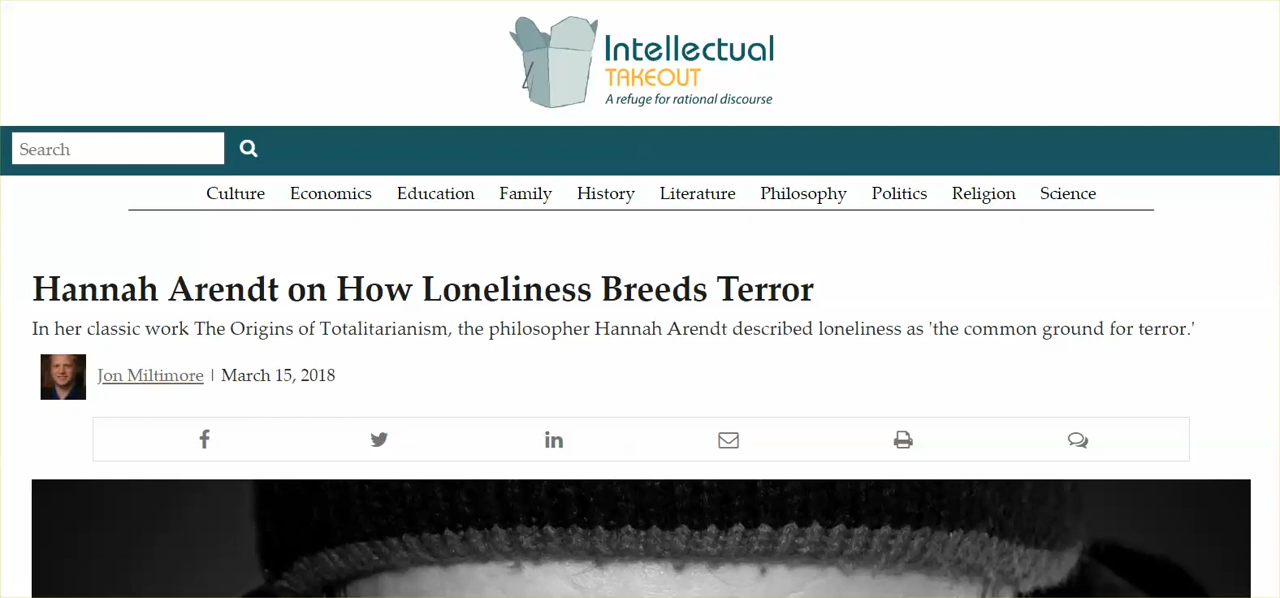 Intellectual
TAKEOUT
A refuge for rational discourse
Search
Culture Economics Education Family History Literature Philosophy Politics Religion Science
Hannah Arendt on How Loneliness Breeds Terror
In her classic work The Origins of Totalitarianism, the philosopher Hannah Arendt described loneliness as 'the common ground for terror.'
Jon Miltimore | March 15, 2018